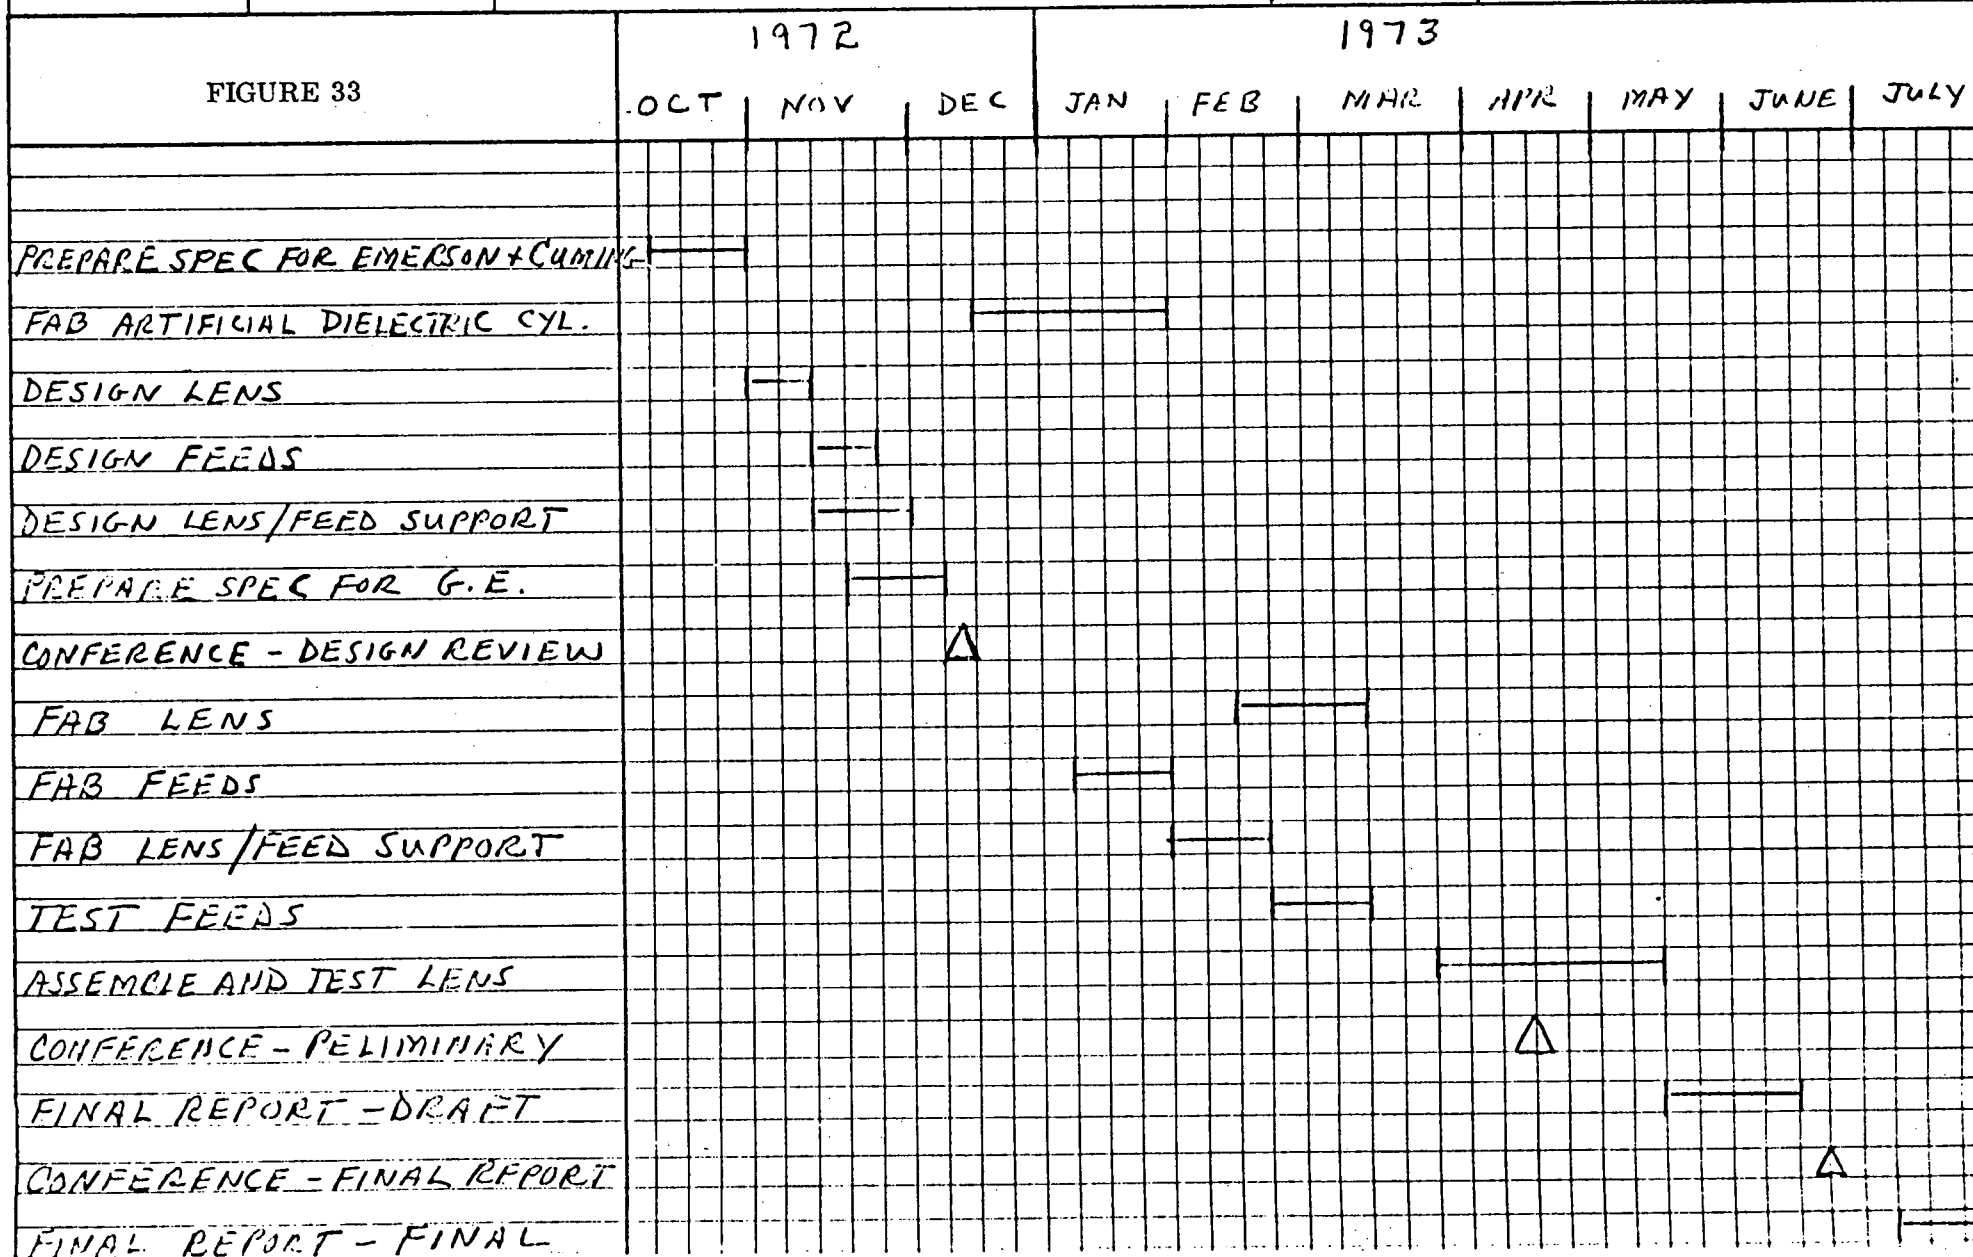 1972 1973
FIGURE 33
OCT NOV DEC JAN FEB MAR APR MAY JUNE JULY
PREPARE SPEC FOR EMERSON + CUMING
FAB ARTIFICIAL DIELECTRIC CYL.
DESIGN LENS
DESIGN FEEDS
DESIGN LENS/FEED SUPPORT
PREPARE SPEC FOR G.E.
CONFERENCE - DESIGN REVIEW
FAB LENS
FAB FEEDS
FAB LENS/FEED SUPPORT
TEST FEEDS
ASSEMCLE AND TEST LENS
CONFERENCE - PELIMINARY
FINAL REPORT - DRAFT
CONFERENCE - FINAL REPORT
FINAL REPORT - FINAL